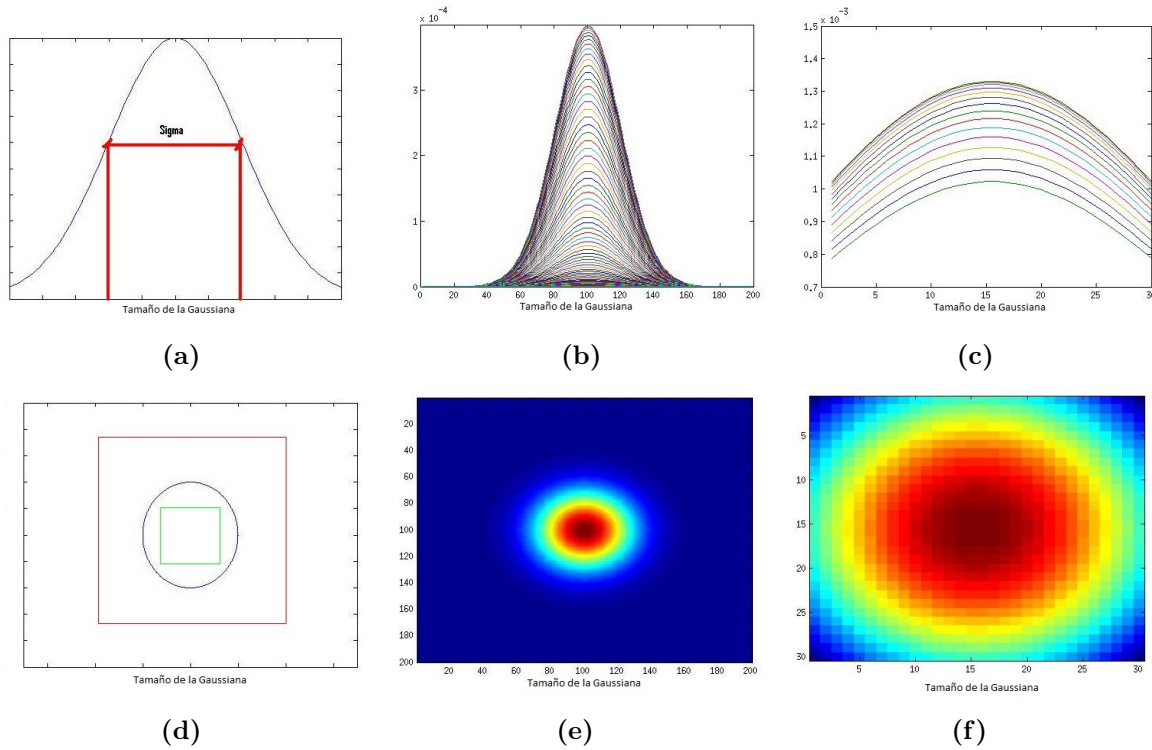 Sigma
Tamaño de la Gaussiana
(a)
x 10⁻⁴
4
3
2
1
0
0 20 40 60 80 100 120 140 160 180 200
Tamaño de la Gaussiana
(b)
x 10⁻³
1.5
1.4
1.3
1.2
1.1
1
0.9
0.8
0.7
0 5 10 15 20 25 30
Tamaño de la Gaussiana
(c)
Tamaño de la Gaussiana
(d)
20
40
60
80
100
120
140
160
180
200
20 40 60 80 100 120 140 160 180 200
Tamaño de la Gaussiana
(e)
5
10
15
20
25
30
5 10 15 20 25 30
Tamaño de la Gaussiana
(f)